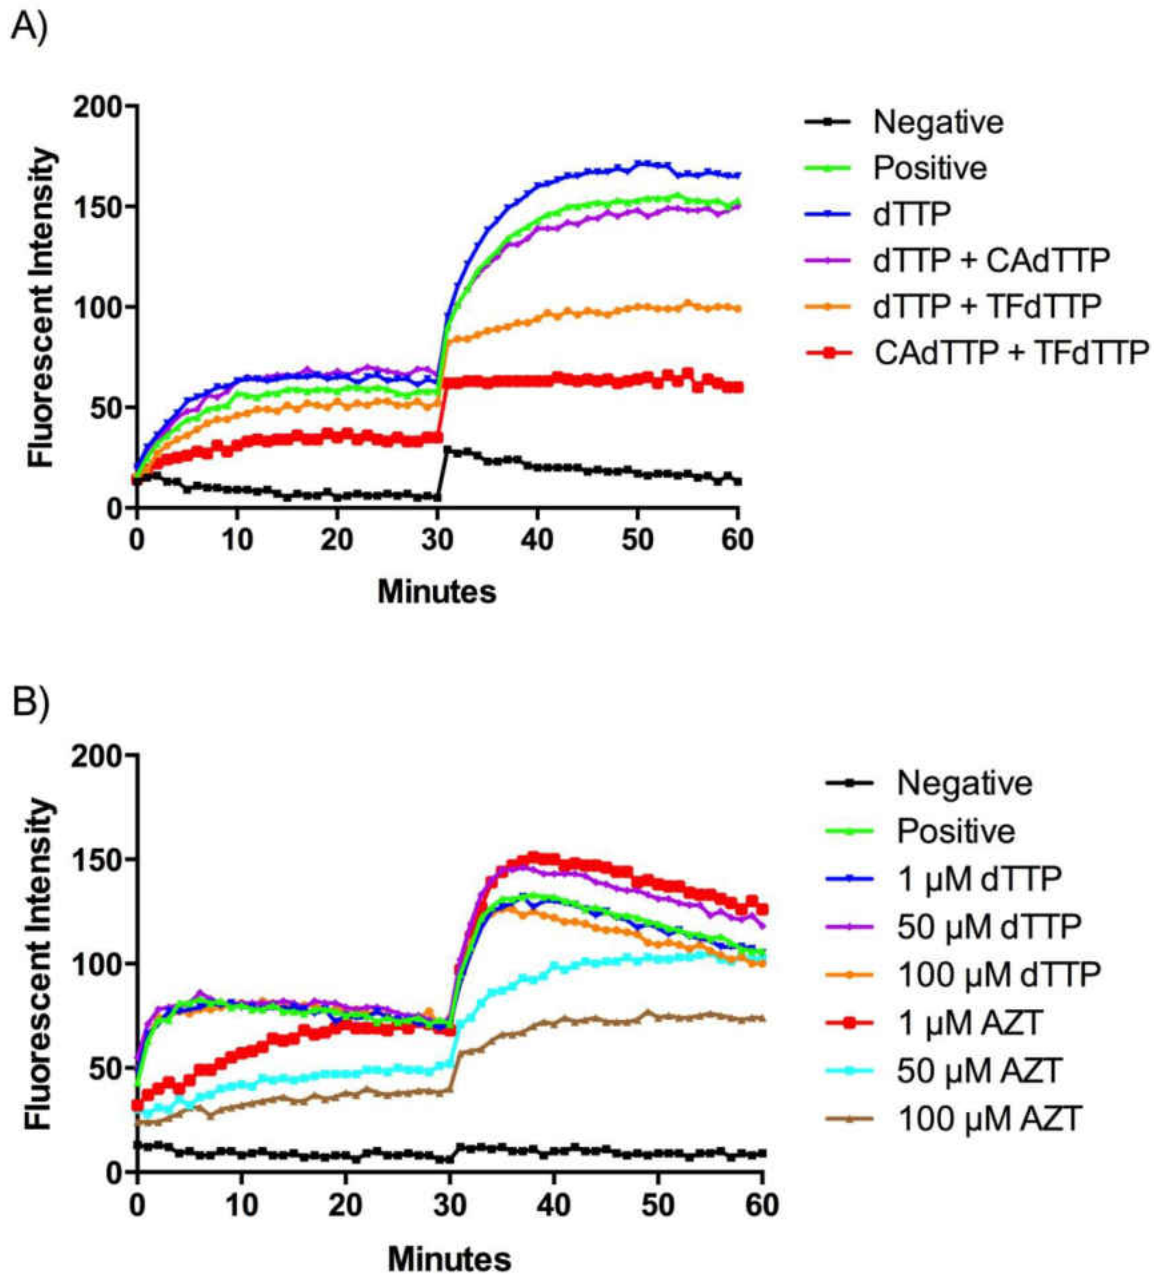 A)
200
150
100
50
0
Fluorescent Intensity
0 10 20 30 40 50 60
Minutes
Negative
Positive
dTTP
dTTP + CAdTTP
dTTP + TFdTTP
CAdTTP + TFdTTP
B)
200
150
100
50
0
Fluorescent Intensity
0 10 20 30 40 50 60
Minutes
Negative
Positive
1 µM dTTP
50 µM dTTP
100 µM dTTP
1 µM AZT
50 µM AZT
100 µM AZT